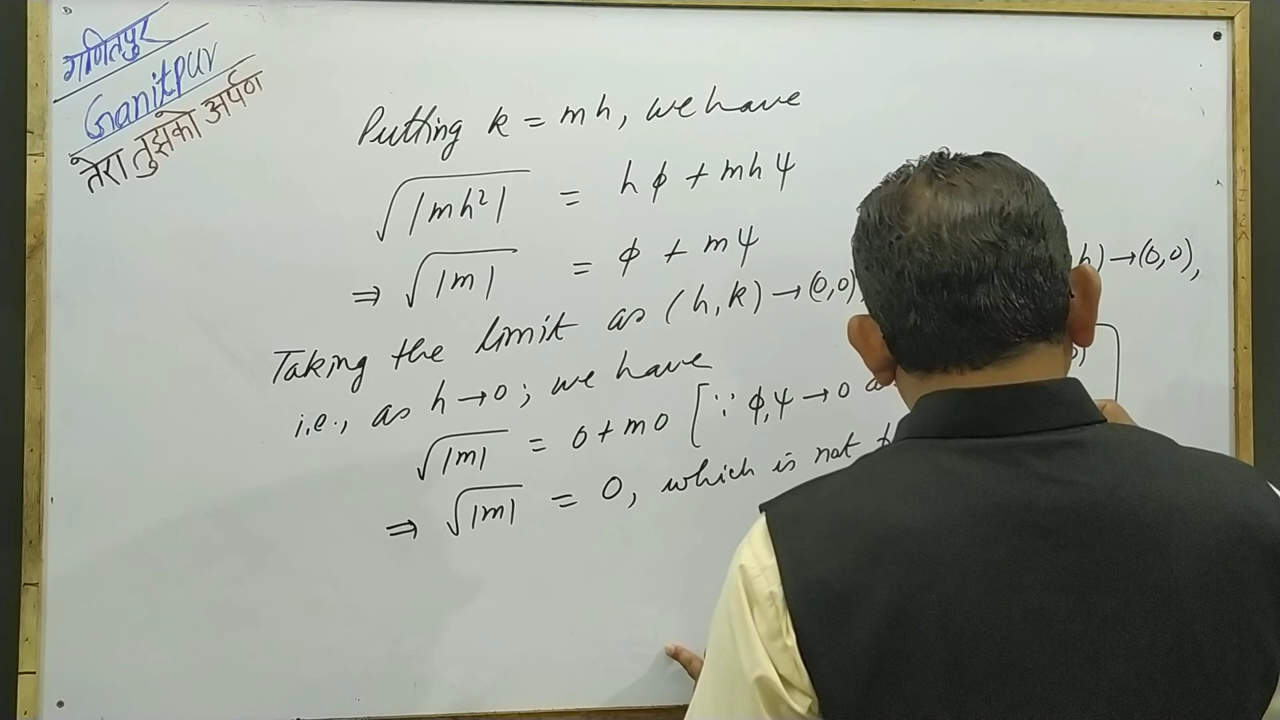 गणितपुर
Ganitpur
तेरा तुझको अर्पण
Putting k = mh, we have
√|mh²| = hϕ + mhψ
⇒ √|m| = ϕ + mψ
Taking the limit as (h, k) → (0,0) h) → (0,0),
i.e., as h → 0; we have
√|m| = 0 + m0 [∵ ϕ,ψ → 0
⇒ √|m| = 0, which is not